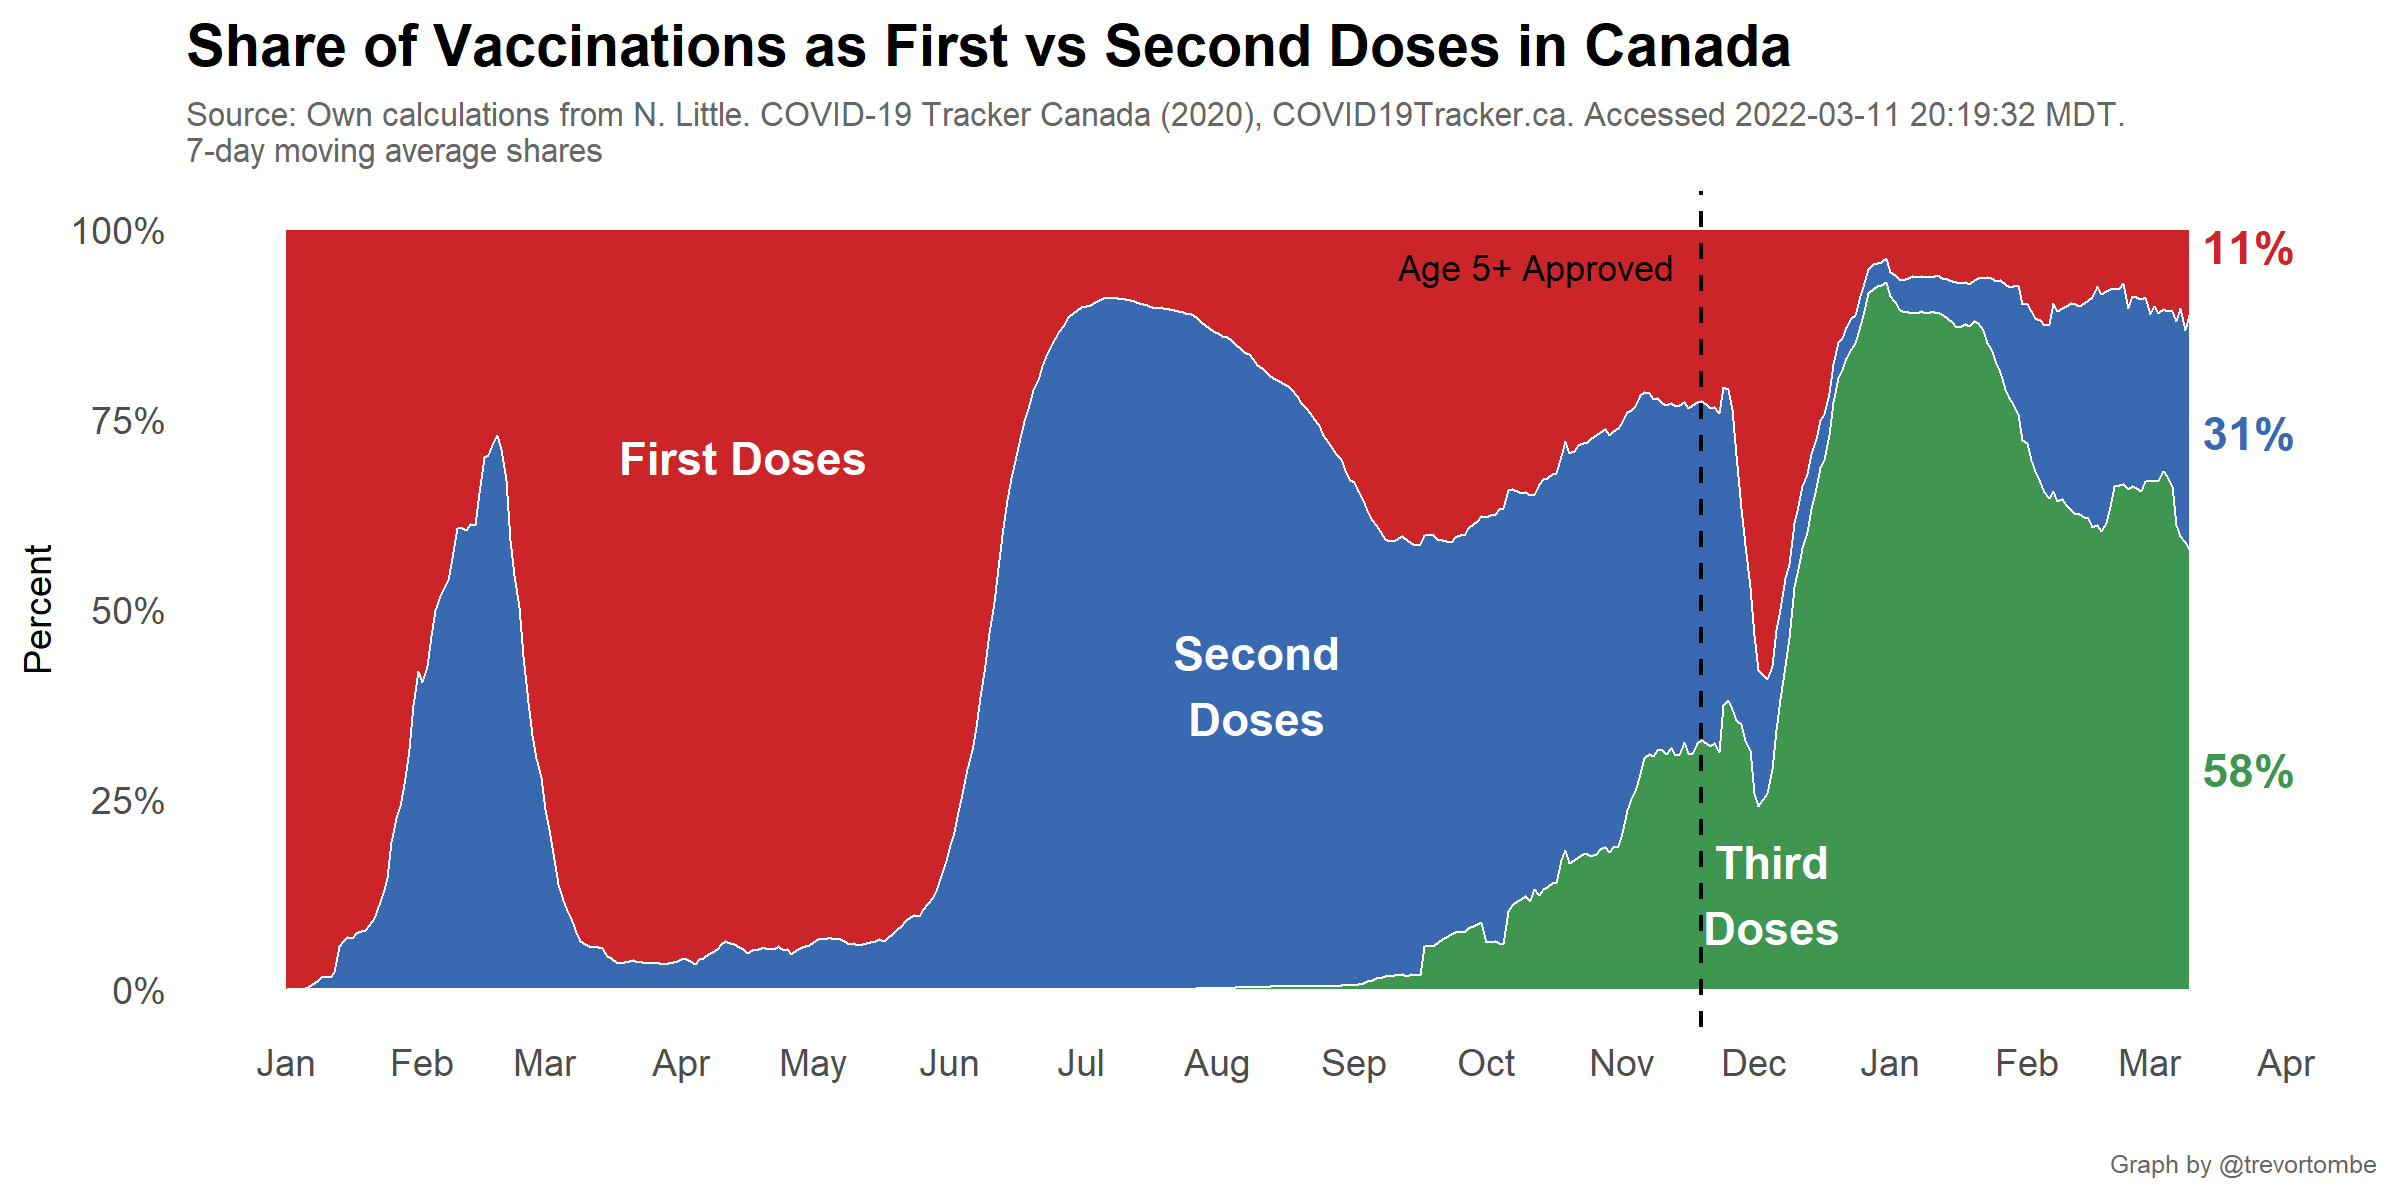 Share of Vaccinations as First vs Second Doses in Canada
Source: Own calculations from N. Little. COVID-19 Tracker Canada (2020), COVID19Tracker.ca. Accessed 2022-03-11 20:19:32 MDT.
7-day moving average shares
Percent
100%
75%
50%
25%
0%
Age 5+ Approved
First Doses
Second
Doses
Third
Doses
11%
31%
58%
Jan Feb Mar Apr May Jun Jul Aug Sep Oct Nov Dec Jan Feb Mar Apr
Graph by @trevortombe